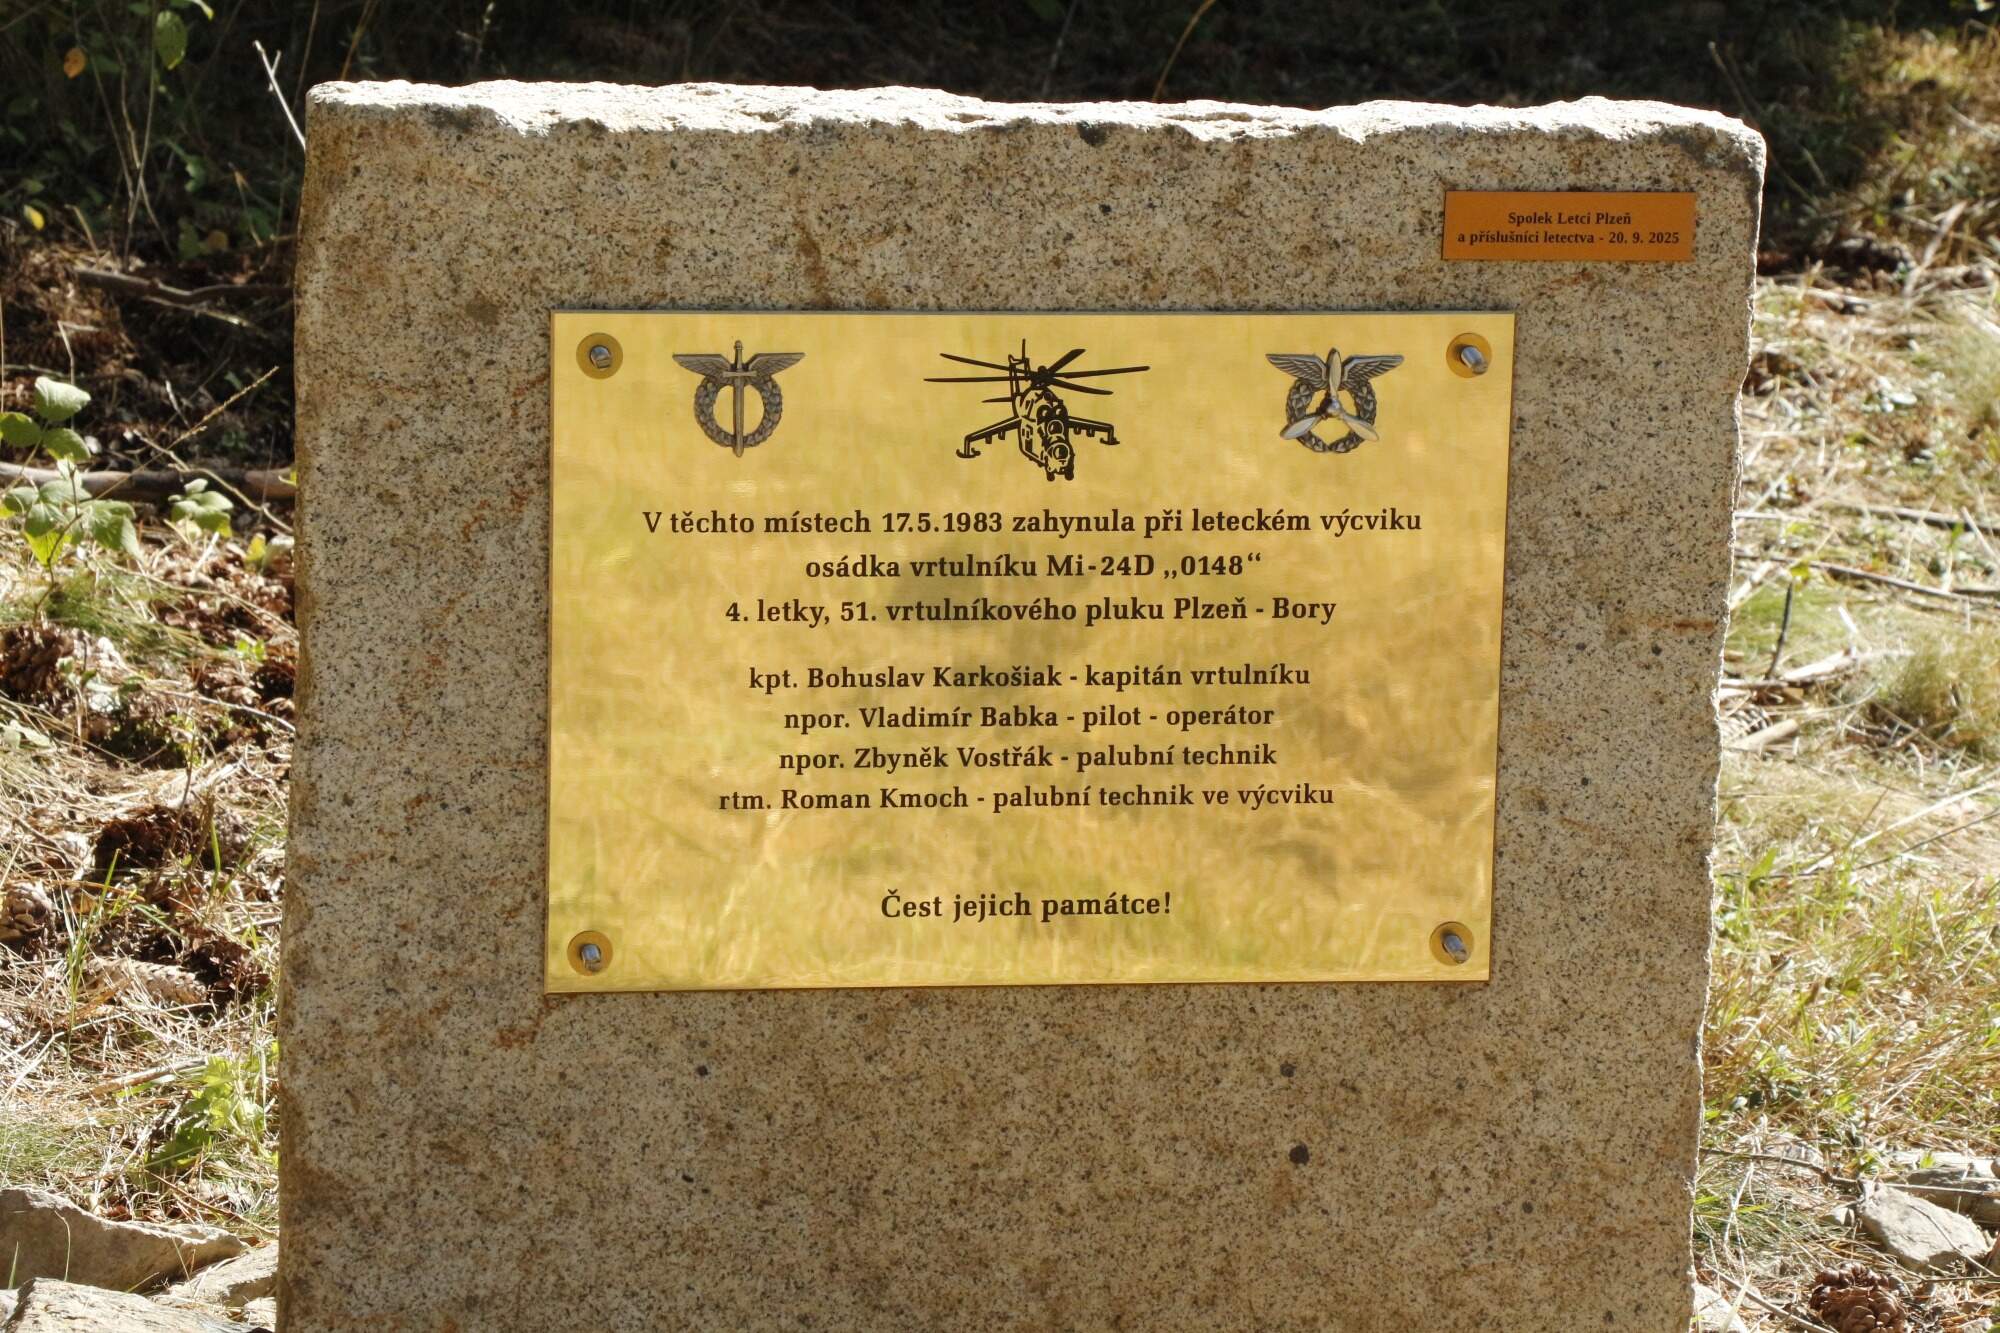 Spolek Letci Plzeň
a příslušníci letectva - 20. 9. 2025
V těchto místech 17.5.1983 zahynula při leteckém výcviku
osádka vrtulníku Mi-24D „0148“
4. letky, 51. vrtulníkového pluku Plzeň - Bory
kpt. Bohuslav Karkošiak - kapitán vrtulníku
npor. Vladimír Babka - pilot - operátor
npor. Zbyněk Vostřák - palubní technik
rtm. Roman Kmoch - palubní technik ve výcviku
Čest jejich památce!